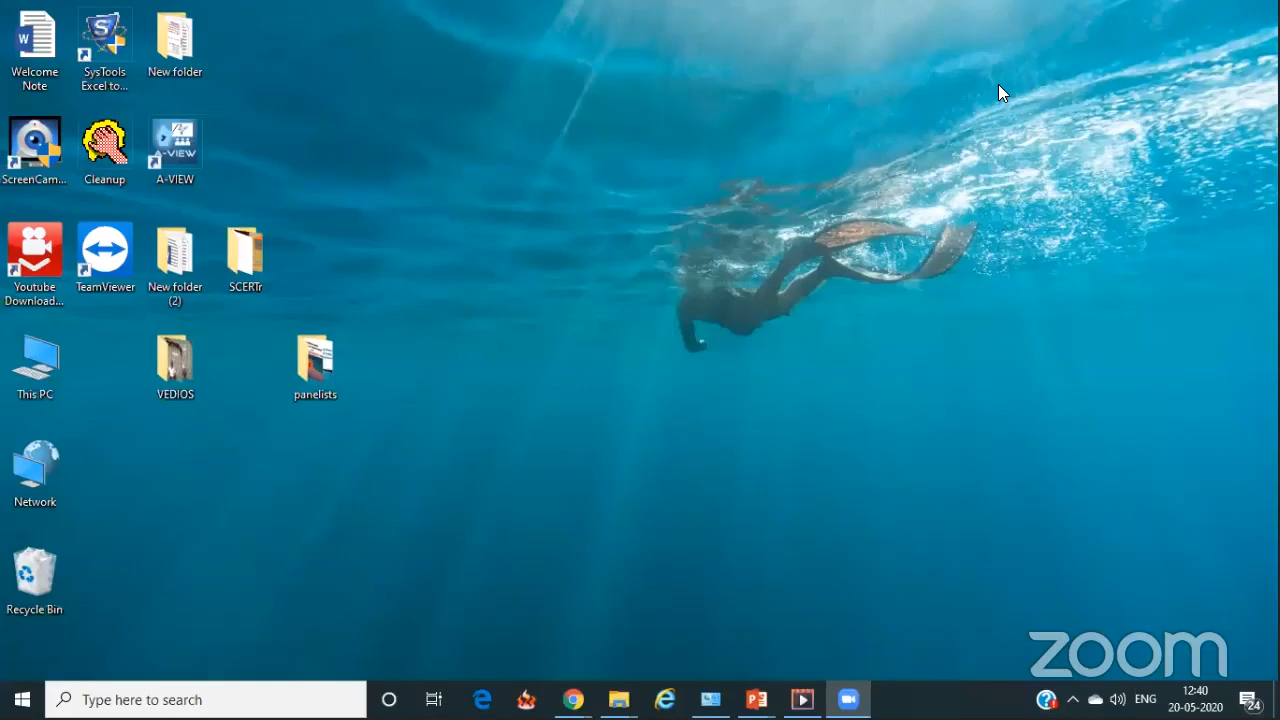 Welcome
Note
SysTools
Excel to...
New folder
ScreenCam...
Cleanup
A-VIEW
A-VIEW
Youtube
Download...
TeamViewer
New folder
(2)
SCERTr
This PC
VEDIOS
panelists
Network
Recycle Bin
zoom
Type here to search
ENG
12:40
20-05-2020
24